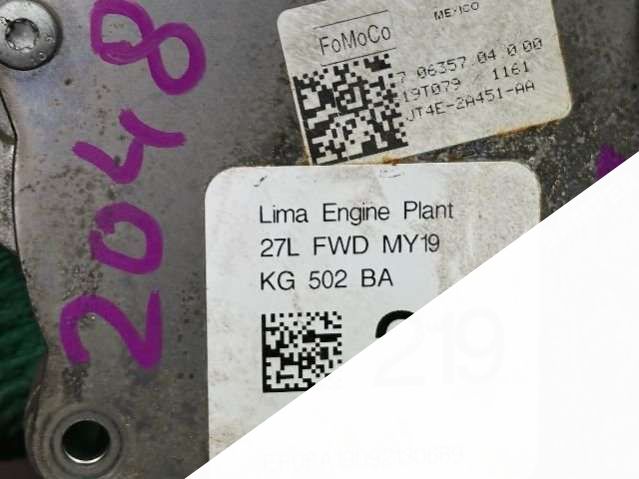 2048
MEXICO
FoMoCo
7 06357 04 0 00
19T079 1161
JT4E-2A451-AA
Lima Engine Plant
27L FWD MY19
KG 502 BA
219